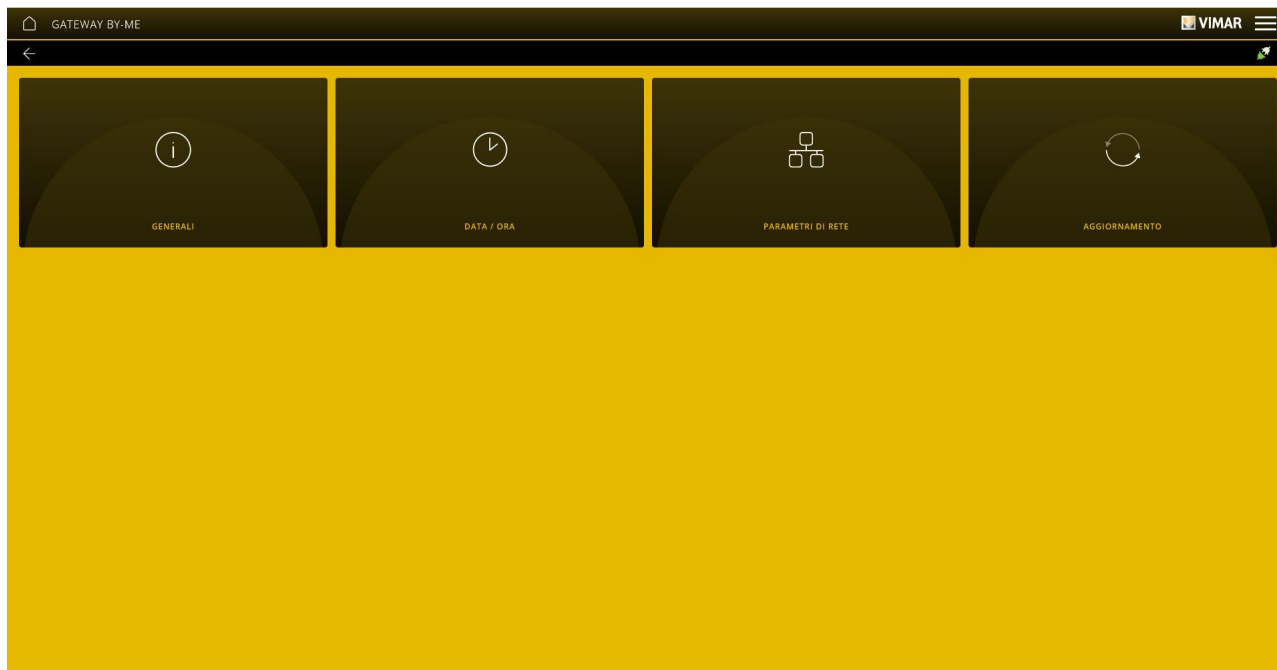 GATEWAY BY-ME
VIMAR
GENERALI
DATA / ORA
PARAMETRI DI RETE
AGGIORNAMENTO